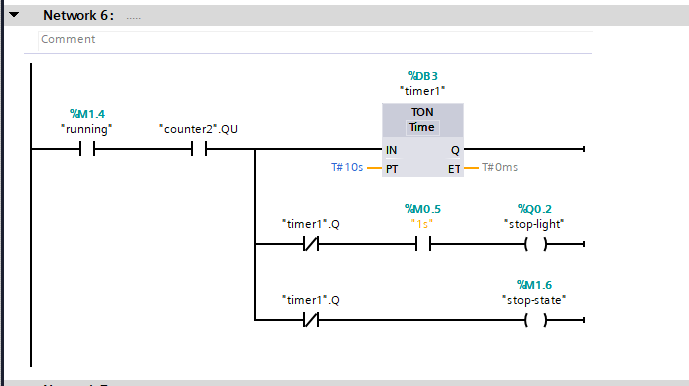 Network 6: .....
Comment
%DB3
"timer1"
%M1.4
"running"
"counter2".QU
TON
Time
IN
Q
T#10s
PT
ET
T#0ms
"timer1".Q
%M0.5
"1s"
%Q0.2
"stop-light"
"timer1".Q
%M1.6
"stop-state"